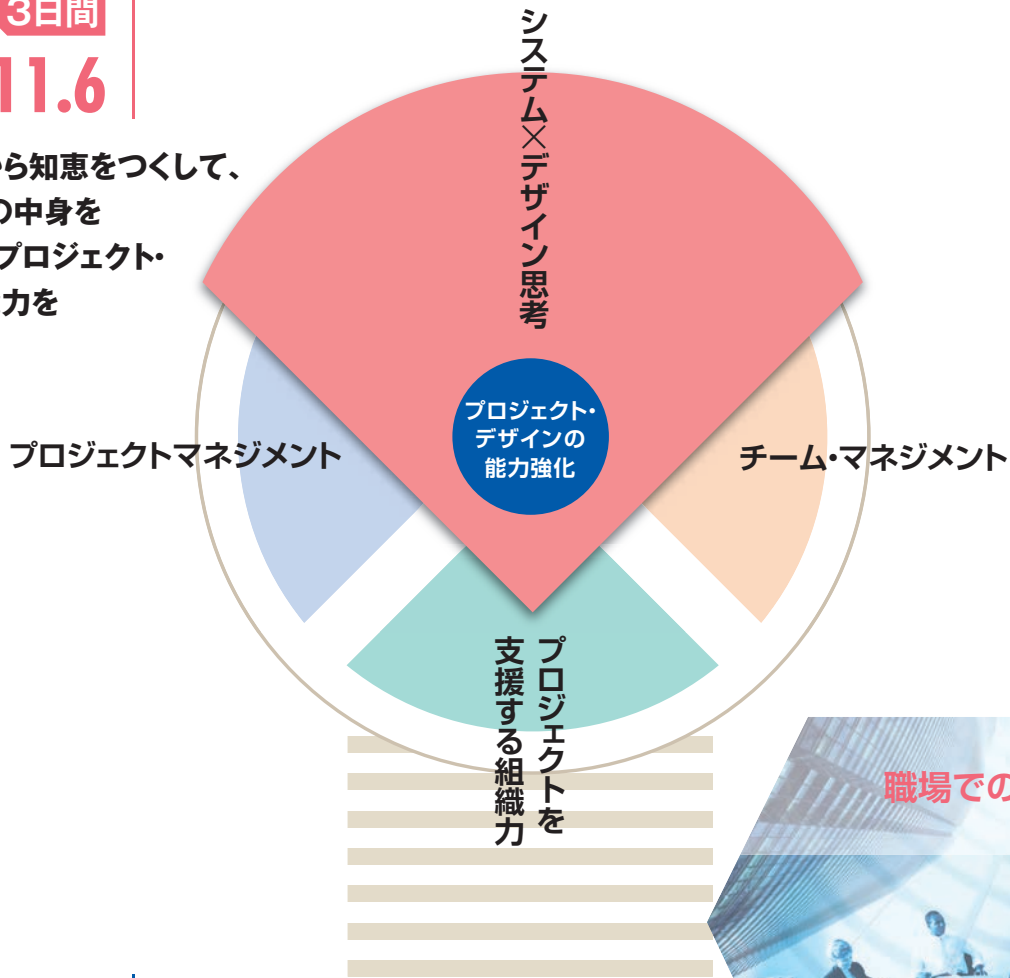 3日間
11.6
から知恵をつくして、
の中身を
プロジェクト・
力を
システム×デザイン思考
プロジェクト・
デザインの
能力強化
プロジェクトマネジメント
チーム・マネジメント
プロジェクトを
支援する組織力
職場での